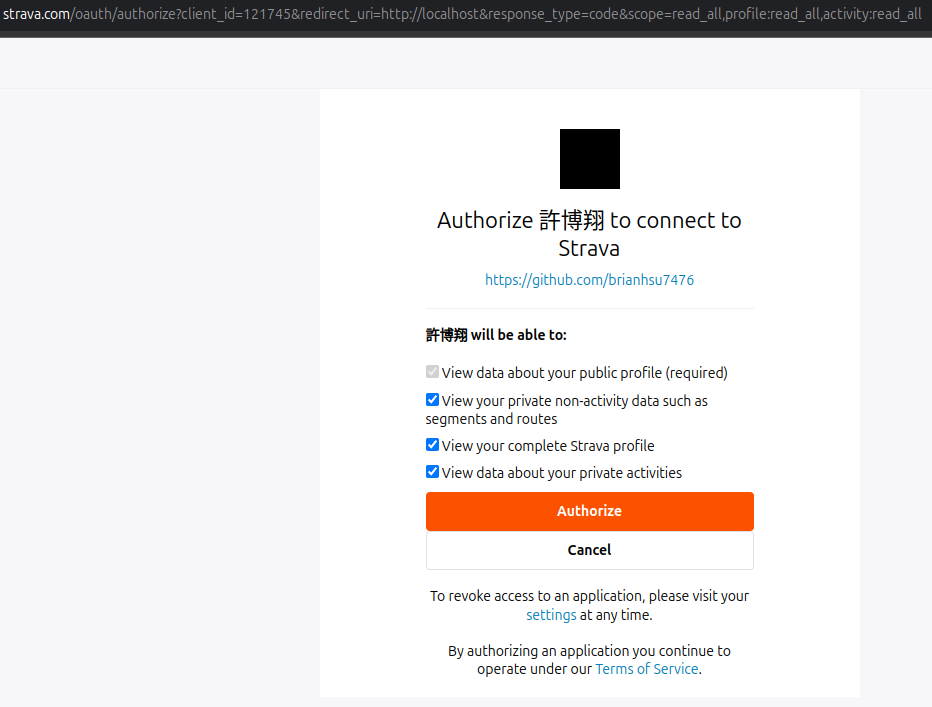 strava.com/oauth/authorize?client_id=121745&redirect_uri=http://localhost&response_type=code&scope=read_all,profile:read_all,activity:read_all
Authorize 許博翔 to connect to
Strava
https://github.com/brianhsu7476
許博翔 will be able to:
View data about your public profile (required)
View your private non-activity data such as
segments and routes
View your complete Strava profile
View data about your private activities
Authorize
Cancel
To revoke access to an application, please visit your
settings at any time.
By authorizing an application you continue to
operate under our Terms of Service.